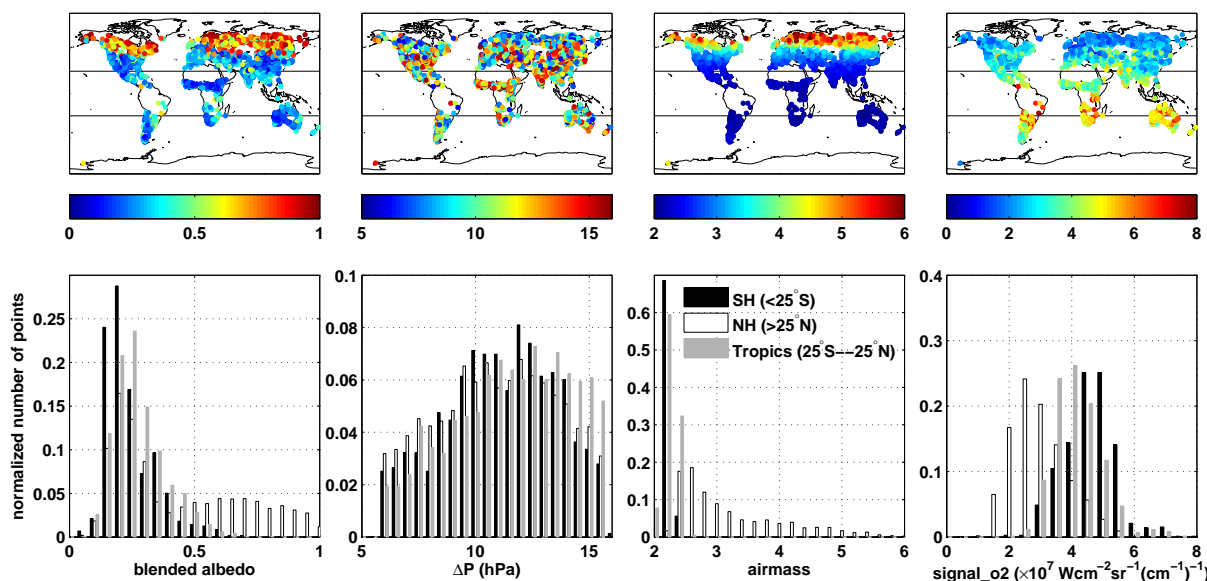 0 0.5 1
5 10 15
2 3 4 5 6
0 2 4 6 8
normalized number of points
0.25
0.2
0.15
0.1
0.05
0
0 0.5 1
blended albedo
0.1
0.08
0.06
0.04
0.02
0
5 10 15
ΔP (hPa)
0.7
0.6
0.5
0.4
0.3
0.2
0.1
0
SH (<25°S)
NH (>25°N)
Tropics (25°S−−25°N)
2 3 4 5 6
airmass
0.4
0.3
0.2
0.1
0
0 2 4 6 8
signal_o2 (×10⁷ Wcm⁻²sr⁻¹(cm⁻¹)⁻¹)